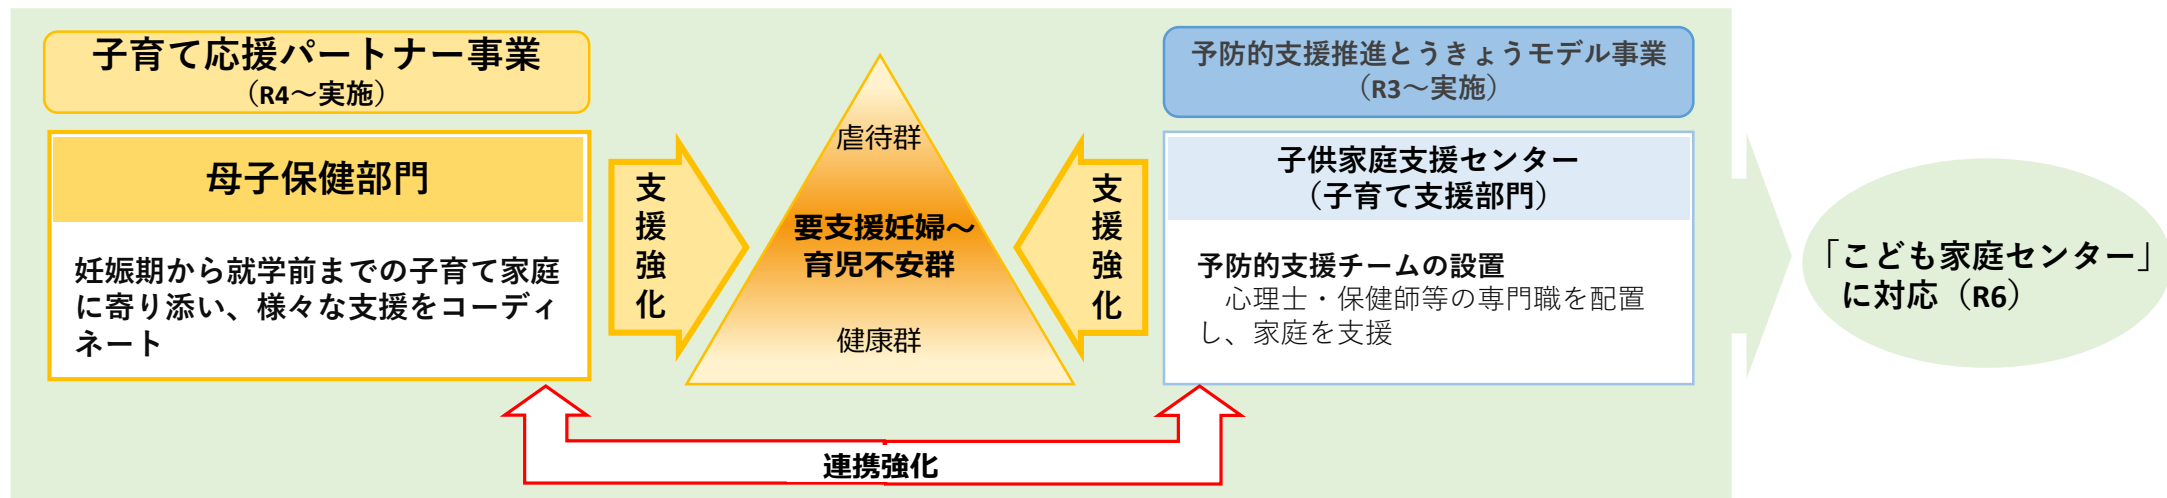 子育て応援パートナー事業
（R4～実施）
母子保健部門
妊娠期から就学前までの子育て家庭
に寄り添い、様々な支援をコーディ
ネート
支援強化
虐待群
要支援妊婦～
育児不安群
健康群
支援強化
予防的支援推進とうきょうモデル事業
（R3～実施）
子供家庭支援センター
（子育て支援部門）
予防的支援チームの設置
心理士・保健師等の専門職を配置
し、家庭を支援
連携強化
「こども家庭センター」
に対応（R6）